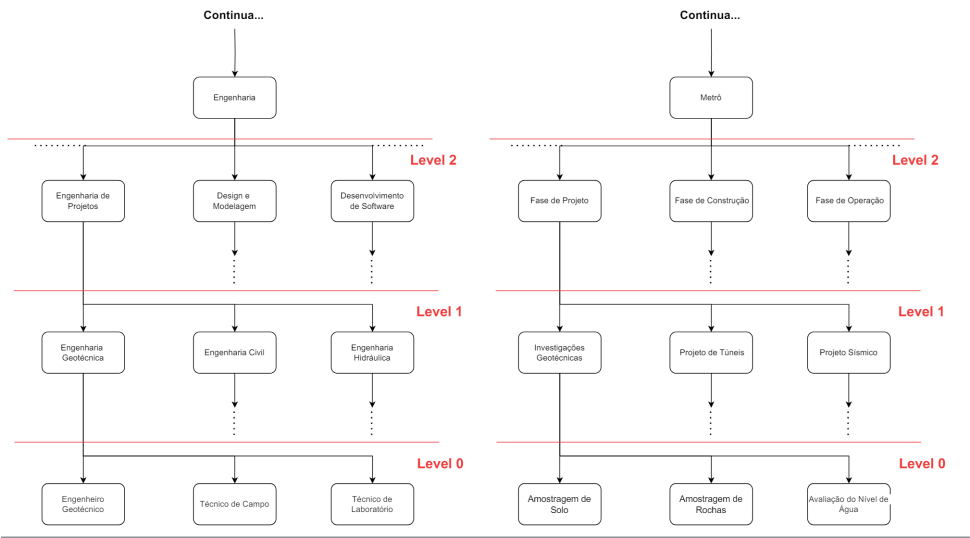 Continua...
Engenharia
Level 2
Engenharia de
Projetos
Design e
Modelagem
Desenvolvimento
de Software
Level 1
Engenharia
Geotécnica
Engenharia Civil
Engenharia
Hidráulica
Level 0
Engenheiro
Geotécnico
Técnico de Campo
Técnico de
Laboratório
Continua...
Metrô
Level 2
Fase de Projeto
Fase de Construção
Fase de Operação
Level 1
Investigações
Geotécnicas
Projeto de Túneis
Projeto Sísmico
Level 0
Amostragem de
Solo
Amostragem de
Rochas
Avaliação do Nível de
Água